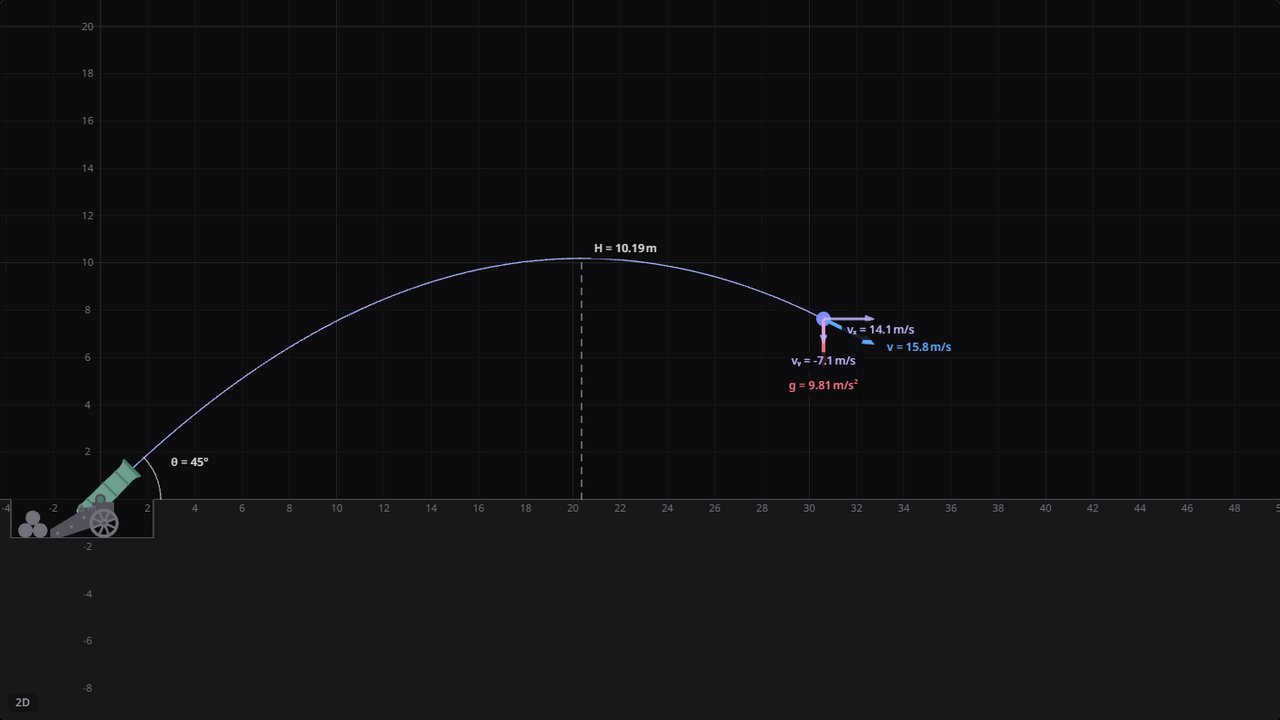 20
18
16
14
12
H = 10.19 m
10
8
vₓ = 14.1 m/s
v = 15.8 m/s
6
vᵧ = -7.1 m/s
g = 9.81 m/s²
4
2
θ = 45°
-4 -2 2 4 6 8 10 12 14 16 18 20 22 24 26 28 30 32 34 36 38 40 42 44 46 48
-2
-4
-6
-8
2D